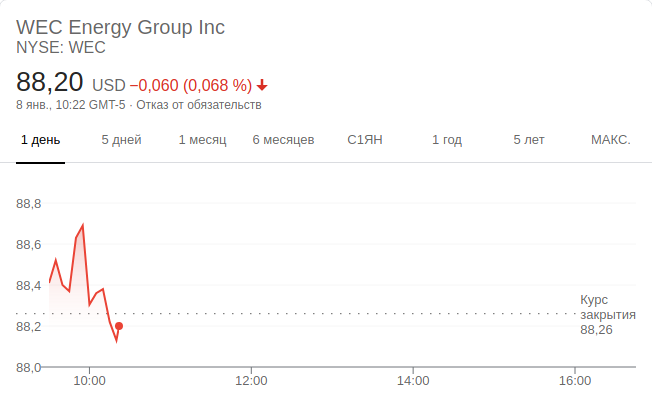 WEC Energy Group Inc
NYSE: WEC
88,20 USD −0,060 (0,068 %)
8 янв., 10:22 GMT-5 · Отказ от обязательств
1 день 5 дней 1 месяц 6 месяцев С1ЯН 1 год 5 лет МАКС.
88,8
88,6
88,4
Курс
закрытия
88,26
88,2
88,0
10:00 12:00 14:00 16:00